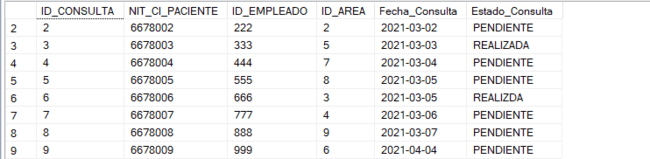 ID_CONSULTA NIT_CI_PACIENTE ID_EMPLEADO ID_AREA Fecha_Consulta Estado_Consulta
2 2 6678002 222 2 2021-03-02 PENDIENTE
3 3 6678003 333 5 2021-03-03 REALIZADA
4 4 6678004 444 7 2021-03-04 PENDIENTE
5 5 6678005 555 8 2021-03-05 PENDIENTE
6 6 6678006 666 3 2021-03-05 REALIZDA
7 7 6678007 777 4 2021-03-06 PENDIENTE
8 8 6678008 888 9 2021-03-07 PENDIENTE
9 9 6678009 999 6 2021-04-04 PENDIENTE